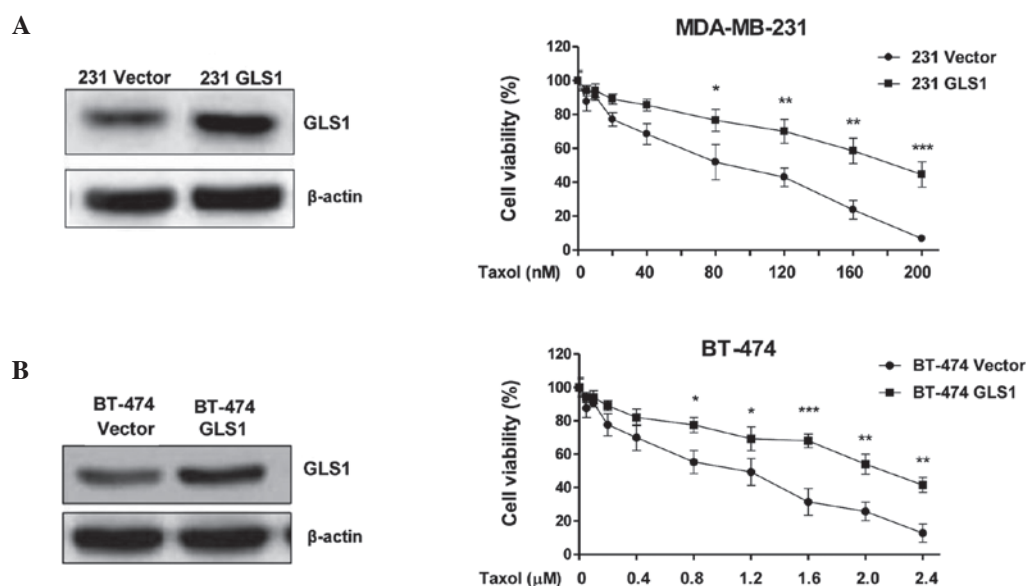 A
231 Vector 231 GLS1
GLS1
β-actin
MDA-MB-231
231 Vector
231 GLS1
Cell viability (%)
120
100
80
60
40
20
0
* ** ** ***
0 40 80 120 160 200
Taxol (nM)
B
BT-474 Vector
BT-474 GLS1
GLS1
β-actin
BT-474
BT-474 Vector
BT-474 GLS1
Cell viability (%)
120
100
80
60
40
20
0
* * *** ** **
0 0.4 0.8 1.2 1.6 2.0 2.4
Taxol (μM)